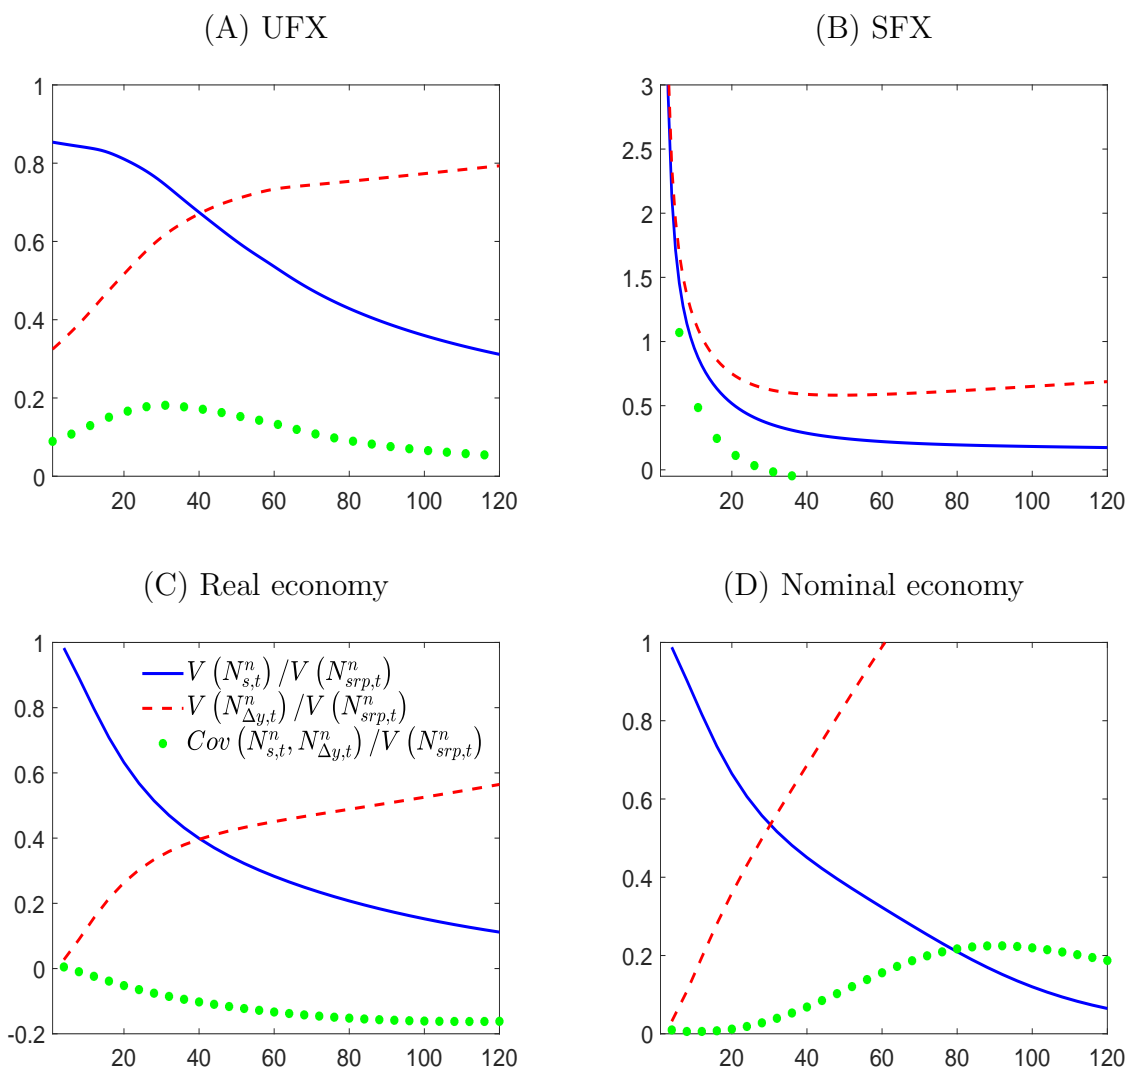 (A) UFX
1
0.8
0.6
0.4
0.2
0
20 40 60 80 100 120
(B) SFX
3
2.5
2
1.5
1
0.5
0
20 40 60 80 100 120
(C) Real economy
1
0.8
0.6
0.4
0.2
0
-0.2
20 40 60 80 100 120
V (N^n_{s,t}) /V (N^n_{srp,t})
V (N^n_{Δy,t}) /V (N^n_{srp,t})
Cov (N^n_{s,t}, N^n_{Δy,t}) /V (N^n_{srp,t})
(D) Nominal economy
1
0.8
0.6
0.4
0.2
0
20 40 60 80 100 120